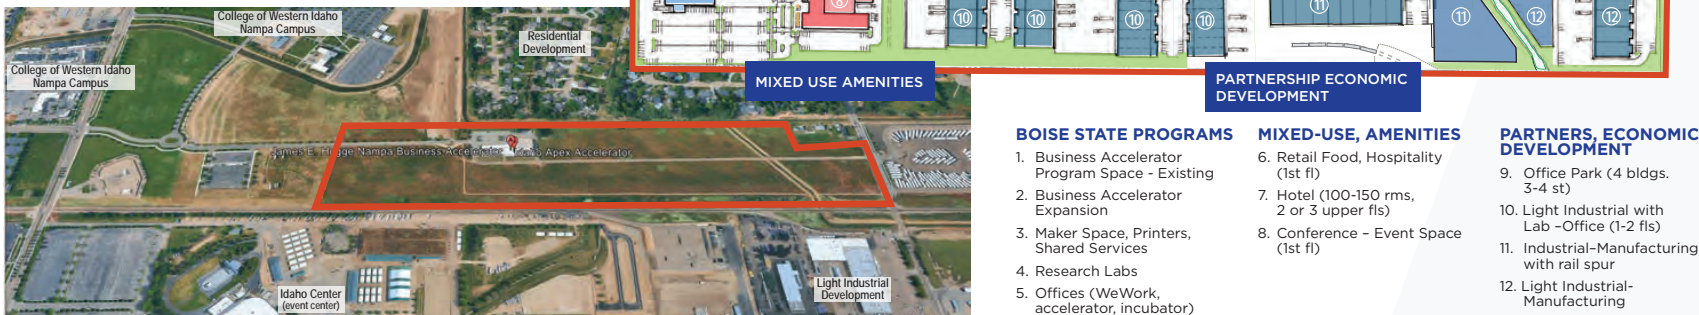 College of Western Idaho
Nampa Campus
College of Western Idaho
Nampa Campus
Residential
Development
James E. Hogge Nampa Business Accelerator
Idaho Apex Accelerator
Idaho Center
(event center)
Light Industrial
Development
8
10
10
10
10
11
11
12
12
MIXED USE AMENITIES
PARTNERSHIP ECONOMIC
DEVELOPMENT
BOISE STATE PROGRAMS
1. Business Accelerator
Program Space - Existing
2. Business Accelerator
Expansion
3. Maker Space, Printers,
Shared Services
4. Research Labs
5. Offices (WeWork,
accelerator, incubator)
MIXED-USE, AMENITIES
6. Retail Food, Hospitality
(1st fl)
7. Hotel (100-150 rms,
2 or 3 upper fls)
8. Conference – Event Space
(1st fl)
PARTNERS, ECONOMIC
DEVELOPMENT
9. Office Park (4 bldgs.
3-4 st)
10. Light Industrial with
Lab –Office (1-2 fls)
11. Industrial–Manufacturing
with rail spur
12. Light Industrial-
Manufacturing